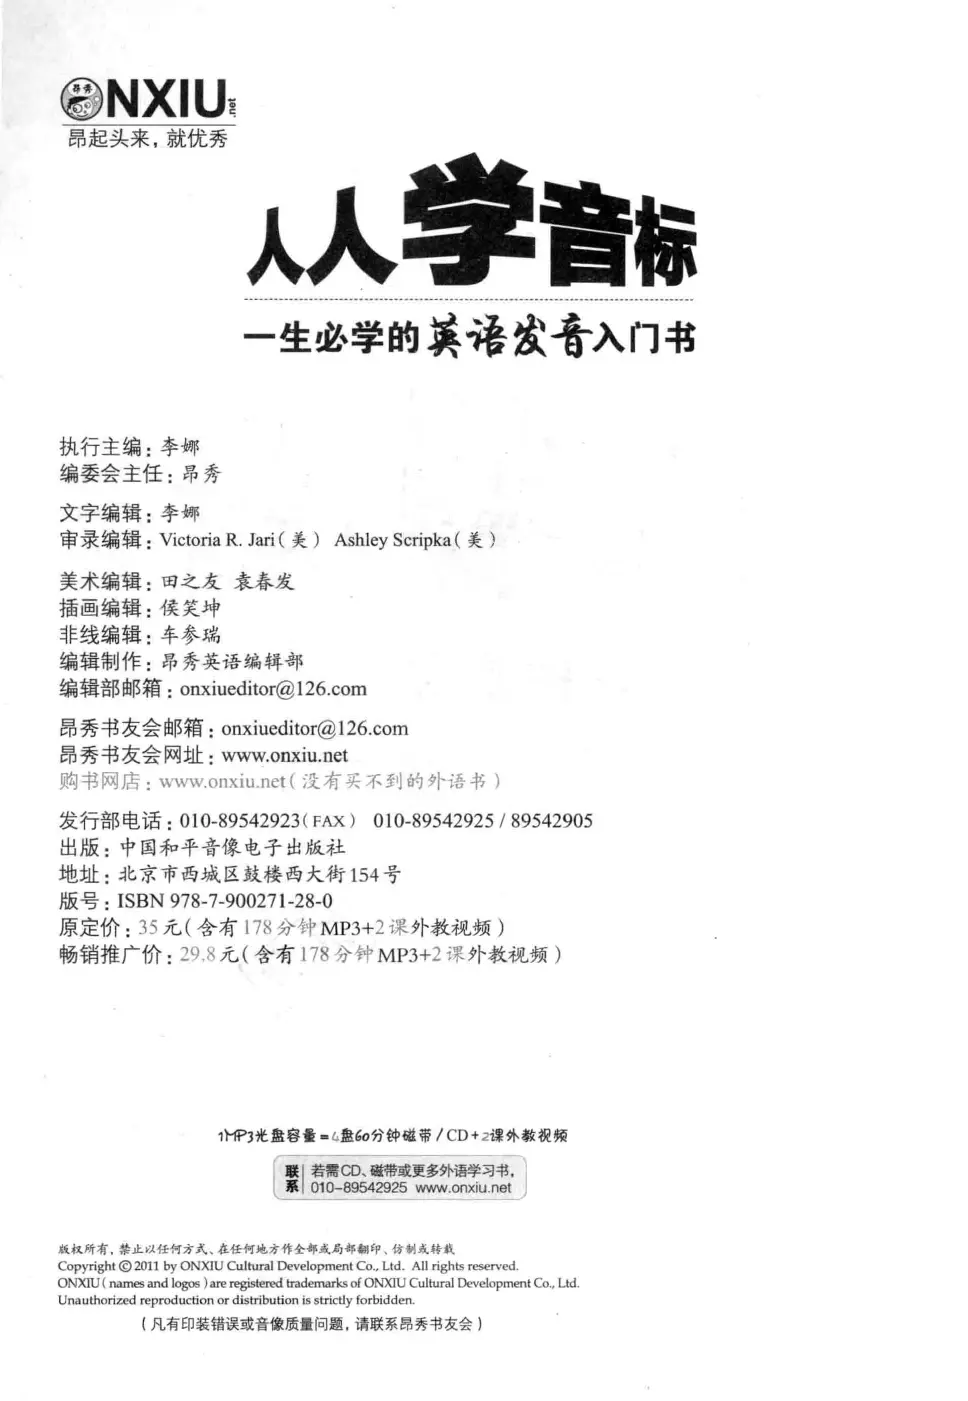 昂秀
ONXIU.net
昂起头来，就优秀
人人学音标
一生必学的英语发音入门书
执行主编：李娜
编委会主任：昂秀
文字编辑：李娜
审录编辑：Victoria R. Jari（美） Ashley Scripka（美）
美术编辑：田之友 袁春发
插画编辑：侯笑坤
非线编辑：车参瑞
编辑制作：昂秀英语编辑部
编辑部邮箱：onxiueditor@126.com
昂秀书友会邮箱：onxiueditor@126.com
昂秀书友会网址：www.onxiu.net
购书网店：www.onxiu.net（没有买不到的外语书）
发行部电话：010-89542923（FAX） 010-89542925 / 89542905
出版：中国和平音像电子出版社
地址：北京市西城区鼓楼西大街154号
版号：ISBN 978-7-900271-28-0
原定价：35元（含有178分钟MP3+2课外教视频）
畅销推广价：29.8元（含有178分钟MP3+2课外教视频）
1MP3光盘容量=4盘60分钟磁带/CD+2课外教视频
联系 若需CD、磁带或更多外语学习书，
010-89542925 www.onxiu.net
版权所有，禁止以任何方式、在任何地方作全部或局部翻印、仿制或转载
Copyright © 2011 by ONXIU Cultural Development Co., Ltd. All rights reserved.
ONXIU（names and logos）are registered trademarks of ONXIU Cultural Development Co., Ltd.
Unauthorized reproduction or distribution is strictly forbidden.
（凡有印装错误或音像质量问题，请联系昂秀书友会）